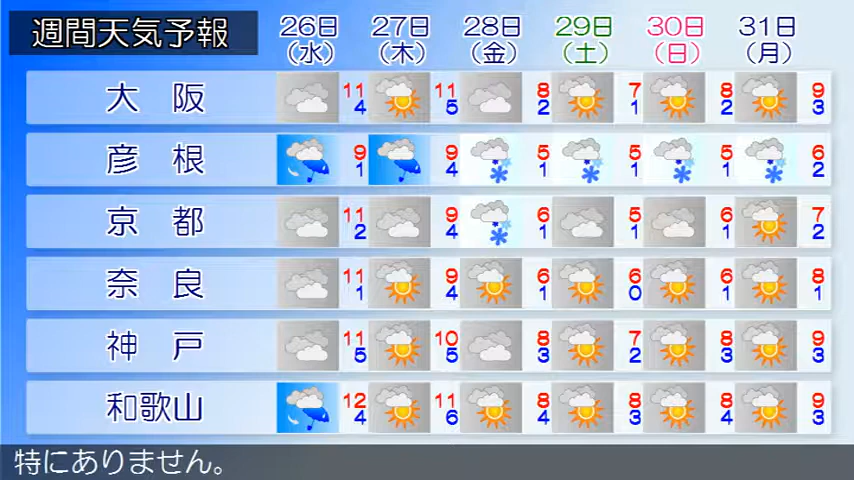 週間天気予報 26日 27日 28日 29日 30日 31日
(水) (木) (金) (土) (日) (月)
大 阪 11 4 11 5 8 2 7 1 8 2 9 3
彦 根 9 1 9 4 5 1 5 1 5 1 6 2
京 都 11 2 9 4 6 1 5 1 6 1 7 2
奈 良 11 1 9 4 6 1 6 0 6 1 8 1
神 戸 11 5 10 5 8 3 7 2 8 3 9 3
和歌山 12 4 11 6 8 4 8 3 8 4 9 3
特にありません。